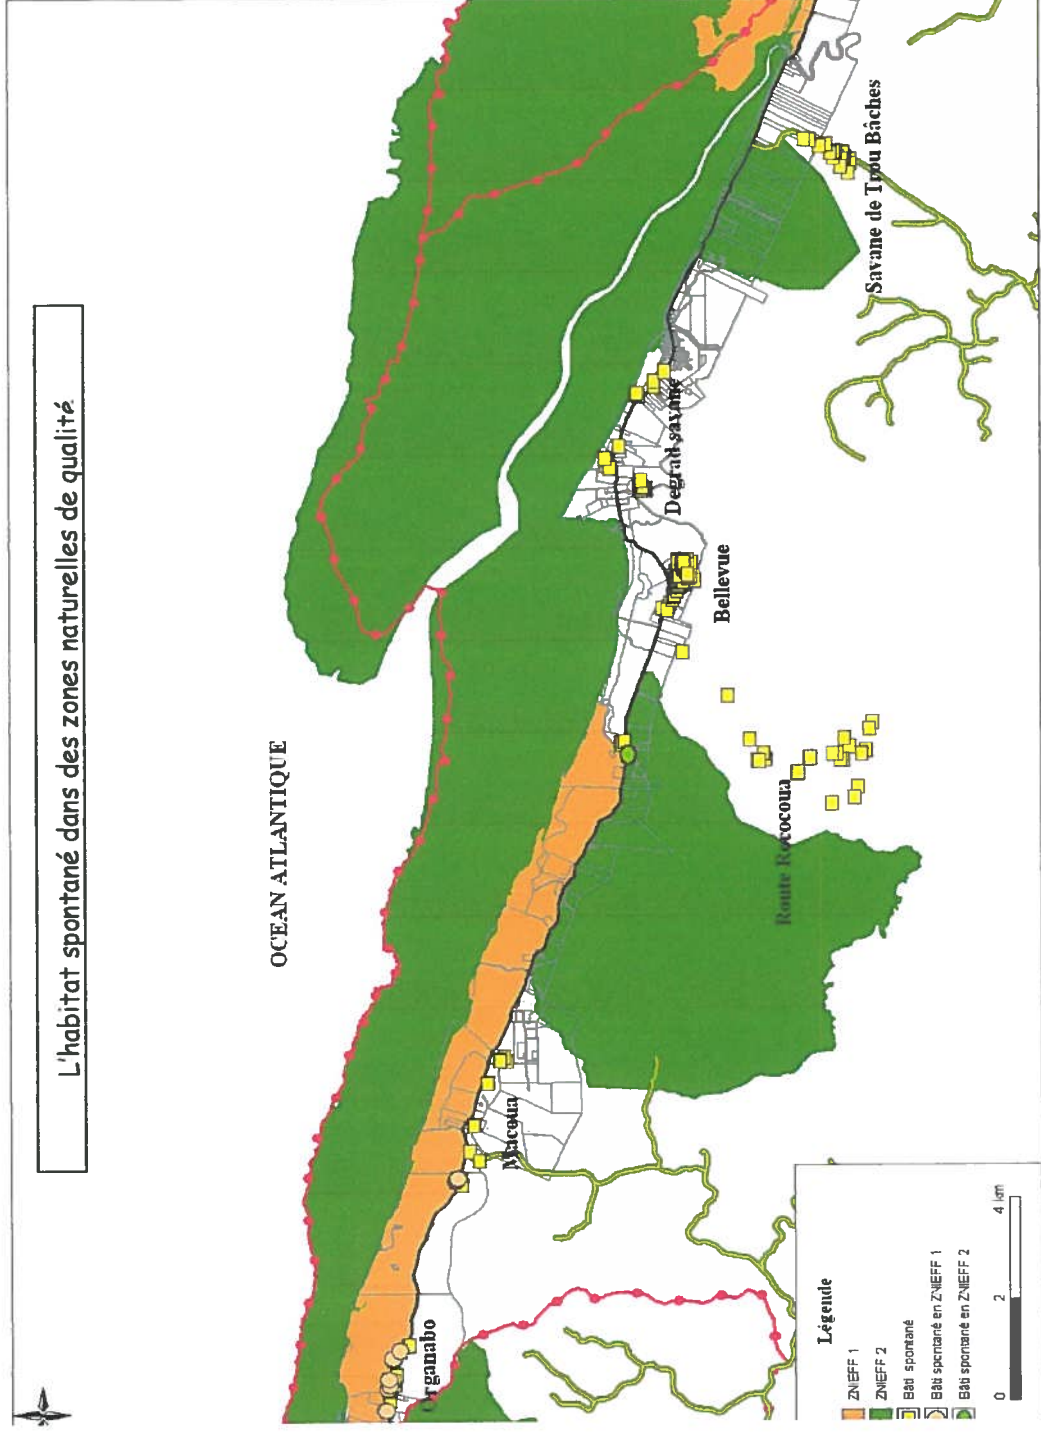 L'habitat spontané dans des zones naturelles de qualité
OCEAN ATLANTIQUE
Organabo
Macoua
Route Rococoua
Bellevue
Degrad savane
Savane de Trou Bâches
Légende
ZNIEFF 1
ZNIEFF 2
Bâti spontané
Bâti spontané en ZNIEFF 1
Bâti spontané en ZNIEFF 2
0 2 4 km